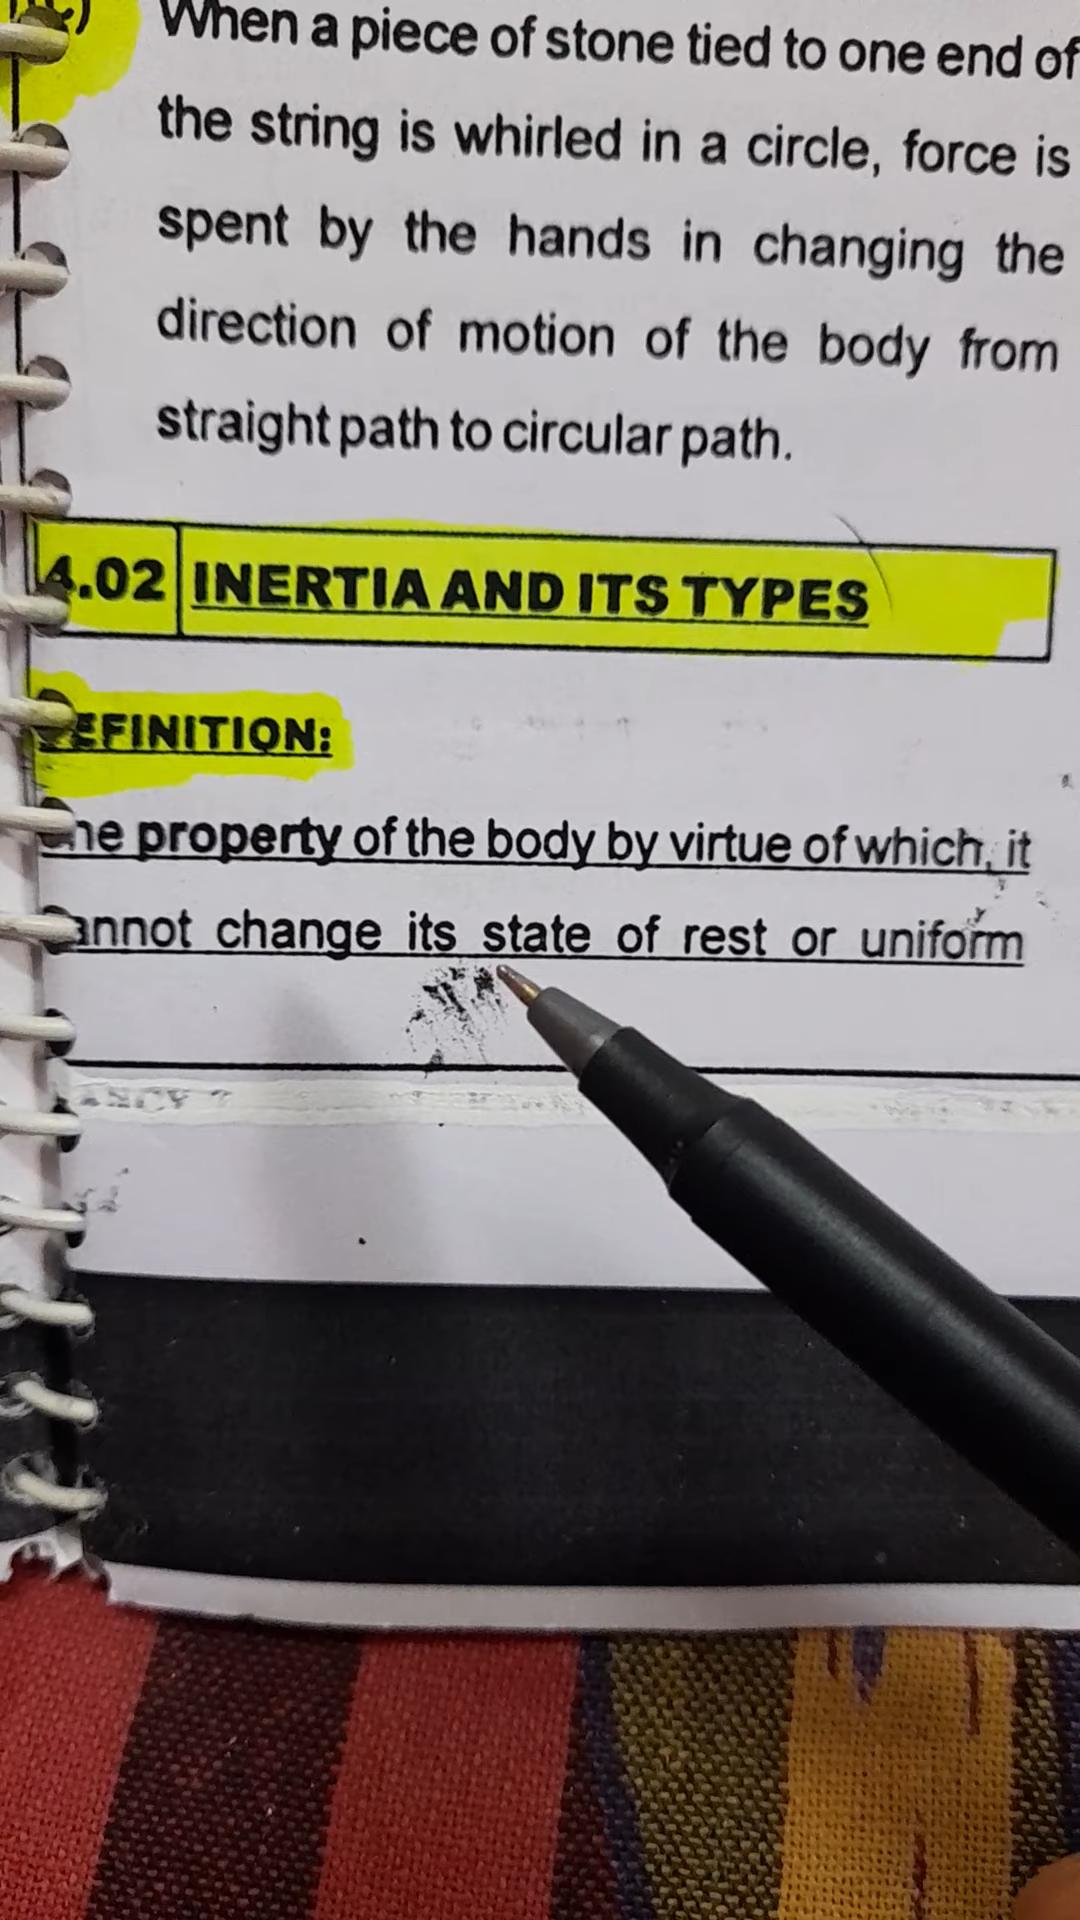 When a piece of stone tied to one end of
the string is whirled in a circle, force is
spent by the hands in changing the
direction of motion of the body from
straight path to circular path.
4.02 INERTIA AND ITS TYPES
DEFINITION:
The property of the body by virtue of which, it
cannot change its state of rest or uniform